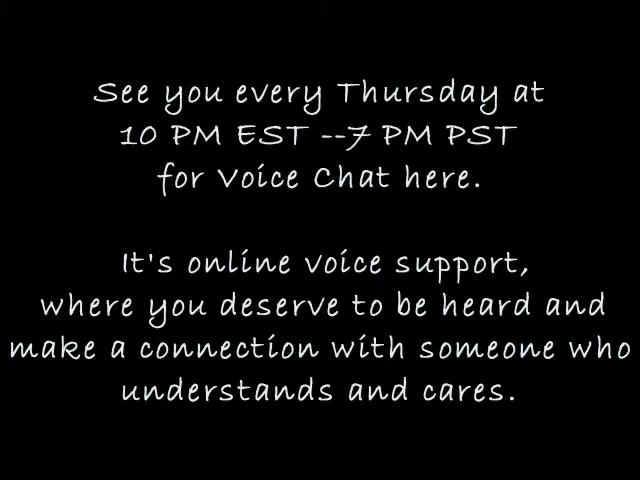 See you every Thursday at
10 PM EST --7 PM PST
for Voice Chat here.
It's online voice support,
where you deserve to be heard and
make a connection with someone who
understands and cares.